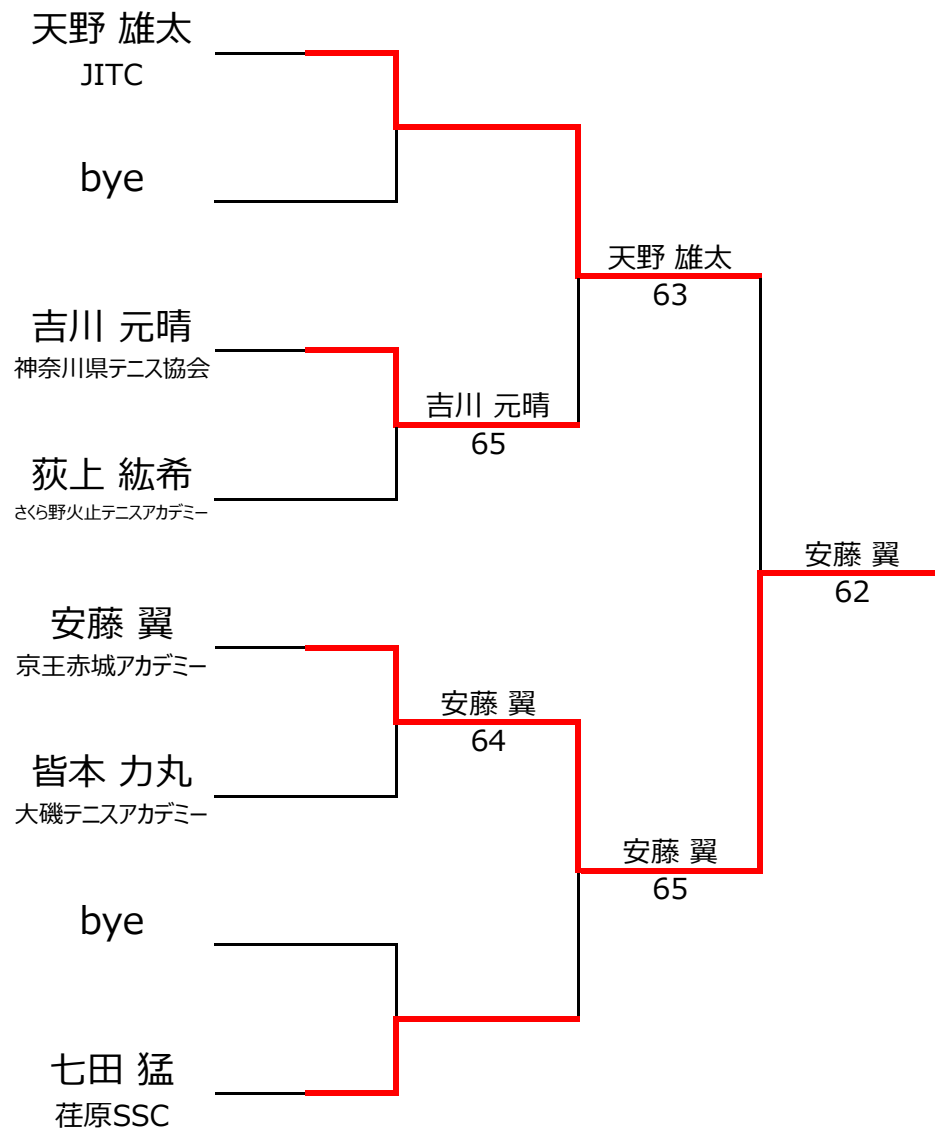 天野 雄太
JITC
bye
天野 雄太
63
吉川 元晴
神奈川県テニス協会
吉川 元晴
65
荻上 紘希
さくら野火止テニスアカデミー
安藤 翼
62
安藤 翼
京王赤城アカデミー
安藤 翼
64
皆本 力丸
大磯テニスアカデミー
安藤 翼
65
bye
七田 猛
荏原SSC